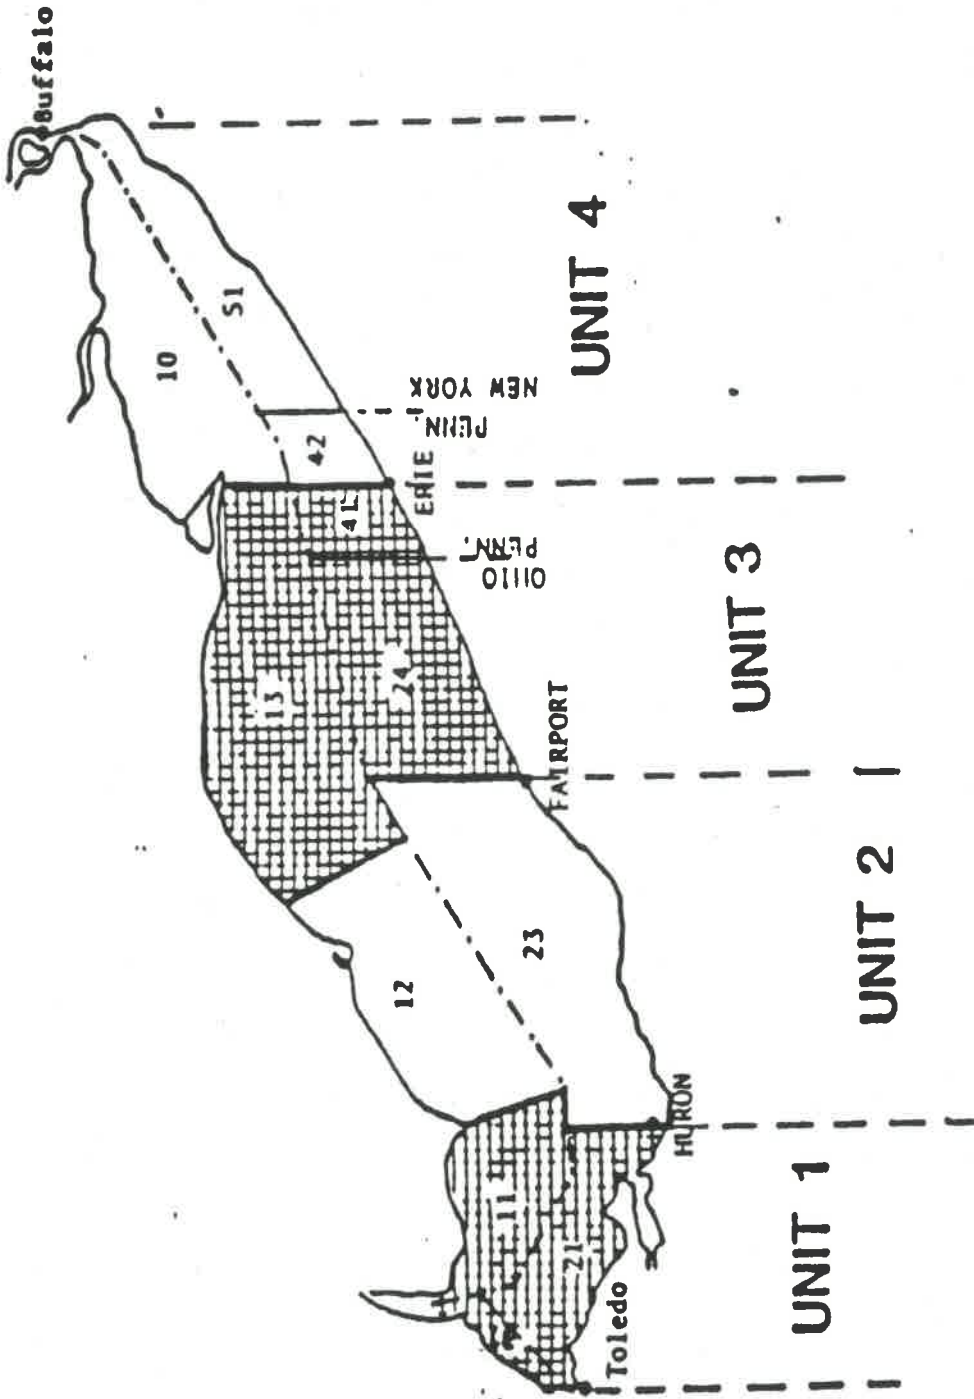 Buffalo
10
51
42
NEW YORK
PENN.
ERIE
41
OHIO
PENN.
13
24
FAIRPORT
12
23
HURON
11
21
Toledo
UNIT 1
UNIT 2
UNIT 3
UNIT 4